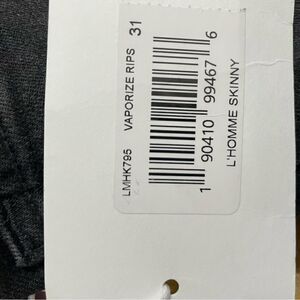 LMHK795 VAPORIZE RIPS 31
1 90410 99467 6
L'HOMME SKINNY